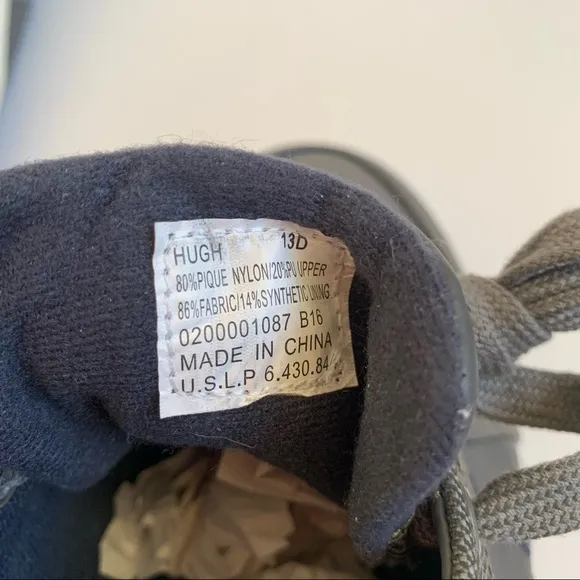 HUGH 13D
80%PIQUE NYLON/20%PU UPPER
86%FABRIC/14%SYNTHETIC LINING
0200001087 B16
MADE IN CHINA
U.S.L.P 6.430.844